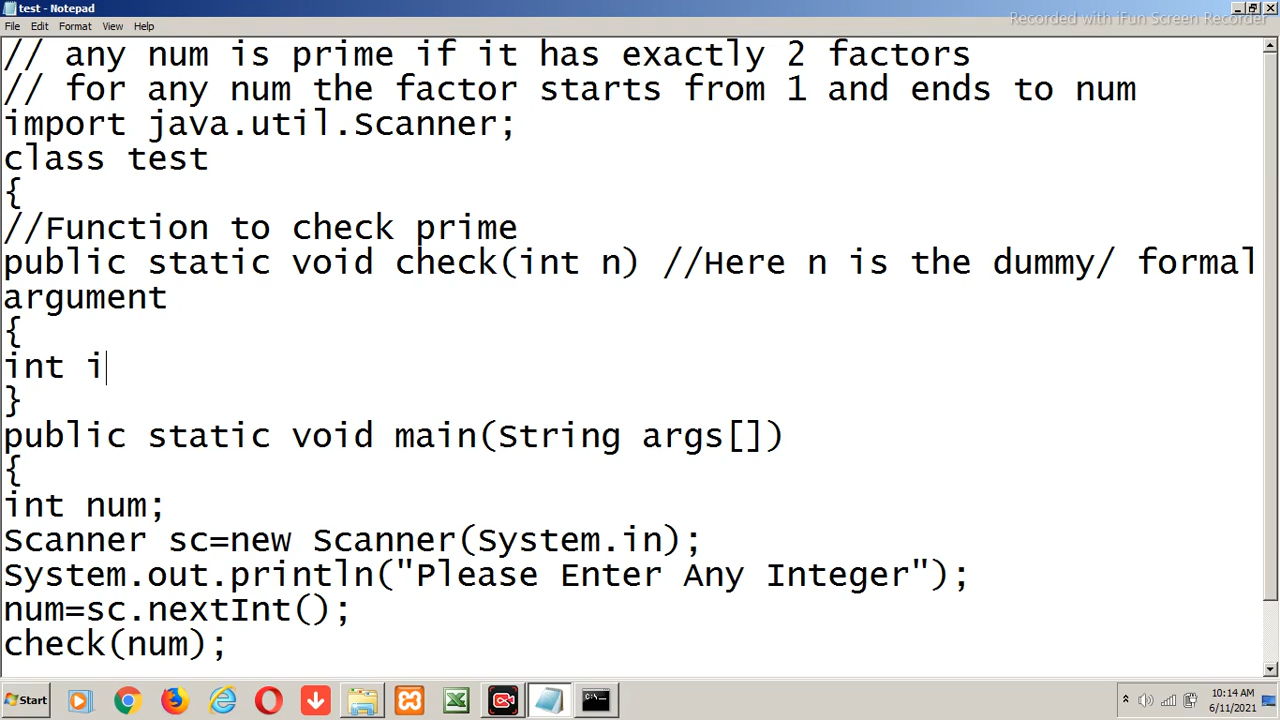 test - Notepad
File Edit Format View Help
Recorded with iFun Screen Recorder
// any num is prime if it has exactly 2 factors
// for any num the factor starts from 1 and ends to num
import java.util.Scanner;
class test
{
//Function to check prime
public static void check(int n) //Here n is the dummy/ formal
argument
{
int i
}
public static void main(String args[])
{
int num;
Scanner sc=new Scanner(System.in);
System.out.println("Please Enter Any Integer");
num=sc.nextInt();
check(num);
Start
10:14 AM
6/11/2021